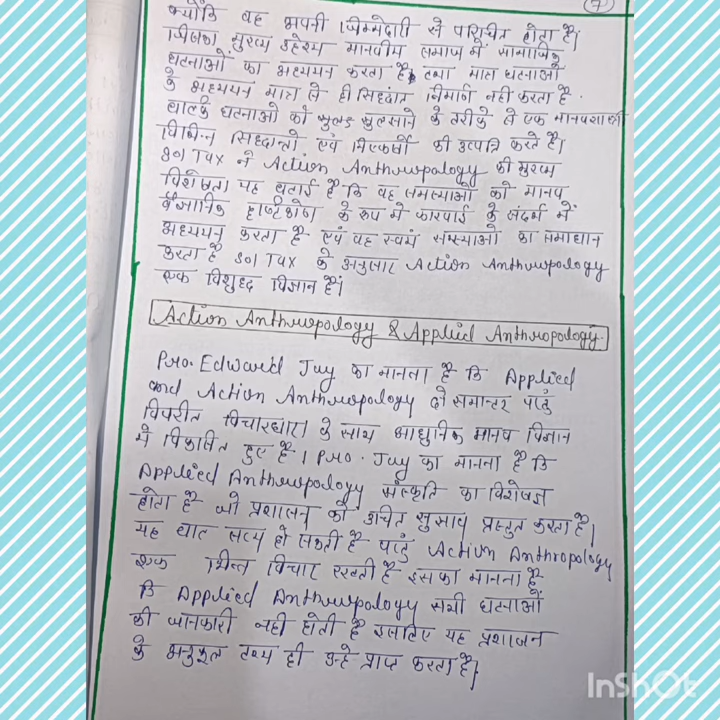 7
क्योंकि वह अपनी जिम्मेदारी से परिचित होता है।
जिसका मुख्य उद्देश्य मानवीय समाज में सामाजिक
घटनाओं का अध्ययन करता है तथा मात्र घटनाओं
के अध्ययन मात्र से ही सिद्धांत निर्माण नहीं करता है
बल्कि घटनाओं को सुलझाने के तरीके से एक मानवशास्त्री
विभिन्न सिद्धान्तो एवं निष्कर्षो की उत्पत्ति करते है।
Sol Tax ने Action Anthropology की मुख्य
विशेषता यह बताई है कि वह समस्याओं को मानव
वैज्ञानिक दृष्टिकोण के रूप में कारवाई के संदर्भ में
अध्ययन करता है एवं वह स्वयं समस्याओं का समाधान
करता है Sol Tax के अनुसार Action Anthropology
एक विशुद्ध विज्ञान है।
Action Anthropology & Applied Anthropology.
Pro. Edward Jay का मानना है कि Applied
and Action Anthropology दो समान्तर परंतु
विपरीत विचारधारा के साथ आधुनिक मानव विज्ञान
में विकसित हुए है। Pro. Jay का मानना है कि
Applied Anthropology संस्कृति का विशेषज्ञ
होता है जो प्रशासन को उचित सुझाव प्रस्तुत करता है।
यह बात सत्य हो सकती है परंतु Action Anthropology
एक भिन्न विचार रखती है इसका मानना है
कि Applied Anthropology सभी घटनाओं
की जानकारी नही होती है इसलिए यह प्रशासन
के अनुकूल तथ्य ही उन्हे प्राप्त करता है।
InShOt